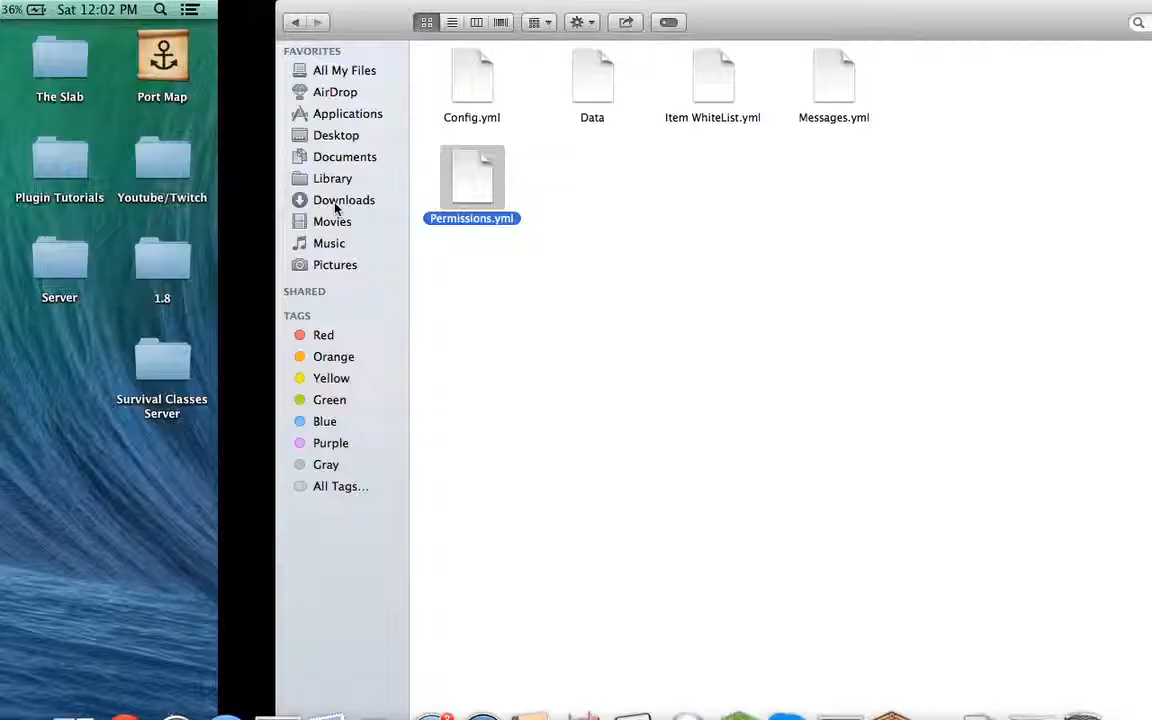 36% Sat 12:02 PM
The Slab
Port Map
Plugin Tutorials
Youtube/Twitch
Server
1.8
Survival Classes
Server
FAVORITES
All My Files
AirDrop
Applications
Desktop
Documents
Library
Downloads
Movies
Music
Pictures
SHARED
TAGS
Red
Orange
Yellow
Green
Blue
Purple
Gray
All Tags...
Config.yml
Data
Item WhiteList.yml
Messages.yml
Permissions.yml